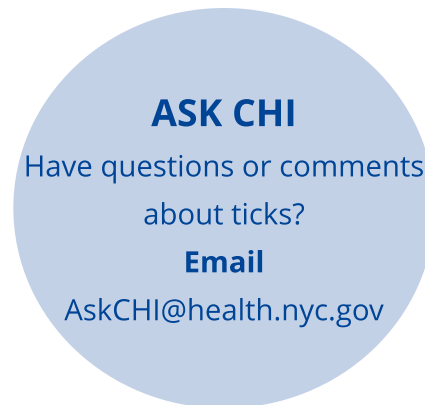 ASK CHI
Have questions or comments
about ticks?
Email
AskCHI@health.nyc.gov